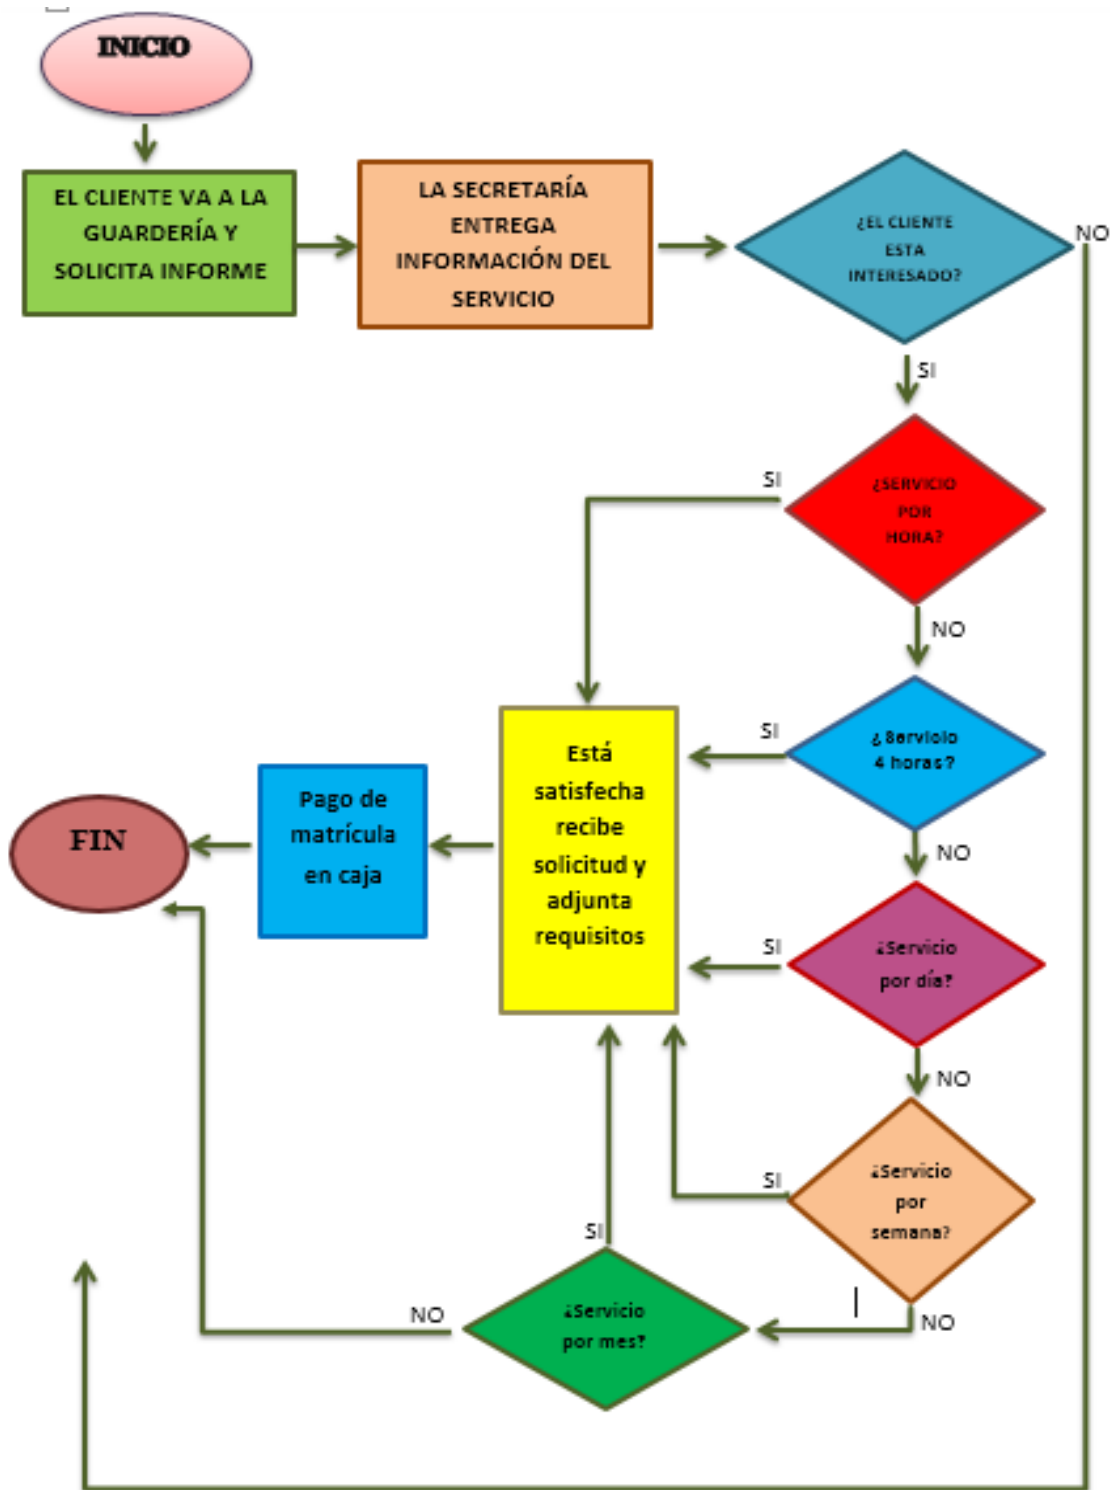 INICIO
EL CLIENTE VA A LA
GUARDERÍA Y
SOLICITA INFORME
LA SECRETARÍA
ENTREGA
INFORMACIÓN DEL
SERVICIO
¿EL CLIENTE
ESTA
INTERESADO?
NO
SI
¿SERVICIO
POR
HORA?
SI
NO
¿Servicio
4 horas?
SI
NO
Está
satisfecha
recibe
solicitud y
adjunta
requisitos
Pago de
matrícula
en caja
FIN
¿Servicio
por día?
SI
NO
¿Servicio
por
semana?
SI
NO
¿Servicio
por mes?
SI
NO